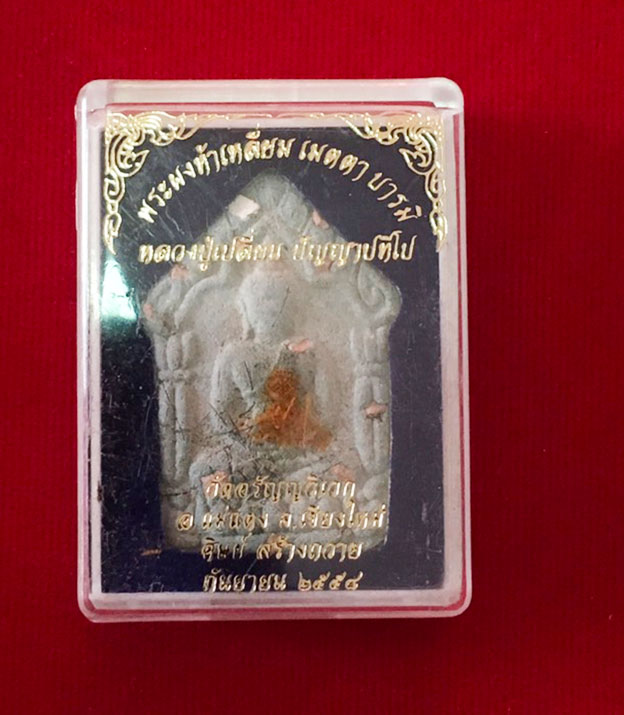 พระผงห้าเหลี่ยม เมตตา บารมี
หลวงปู่เปลี่ยน ปัญญาปทีโป
วัดอรัญญวิเวก
อ.แม่แตง จ.เชียงใหม่
ศิษย์ สร้างถวาย
กันยายน ๒๕๕๔